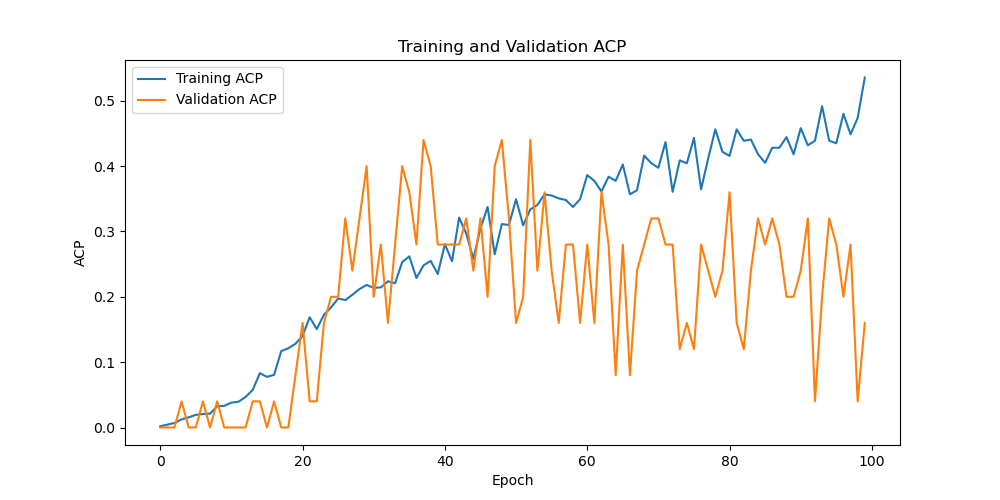 Training and Validation ACP
Training ACP
Validation ACP
ACP
0.5
0.4
0.3
0.2
0.1
0.0
0 20 40 60 80 100
Epoch